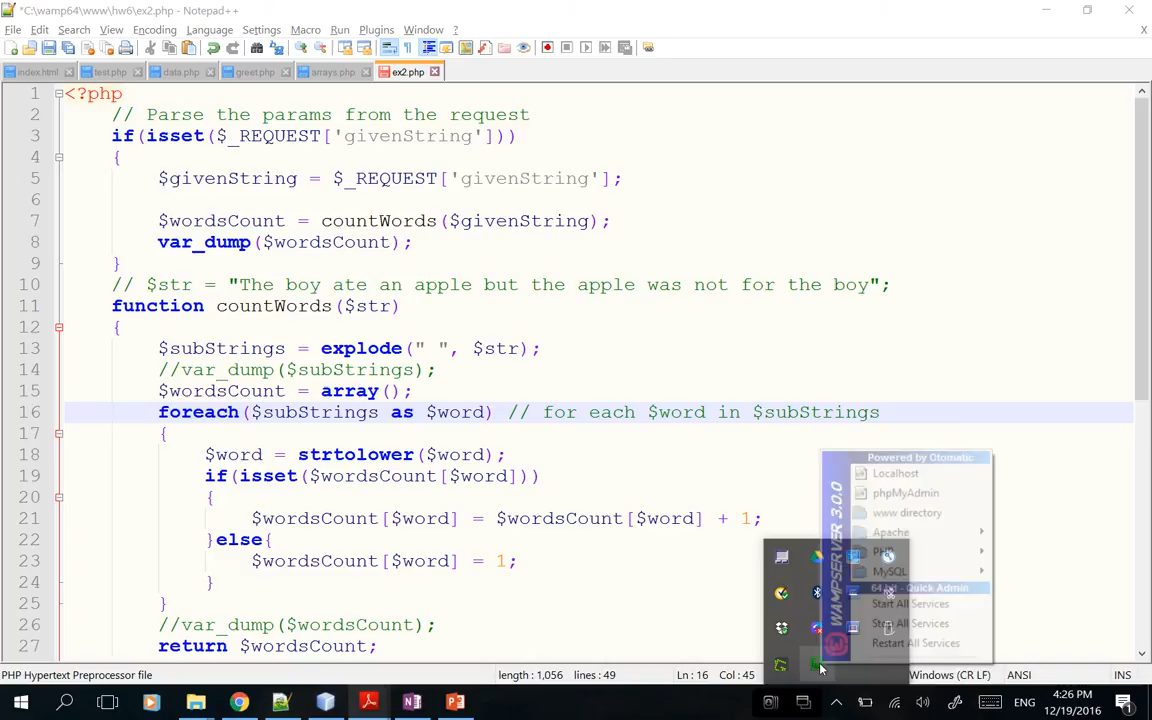 *C:\wamp64\www\hw6\ex2.php - Notepad++
File Edit Search View Encoding Language Settings Macro Run Plugins Window ? X
index.html test.php data.php greet.php arrays.php ex2.php
1 <?php
2 // Parse the params from the request
3 if(isset($_REQUEST['givenString']))
4 {
5 $givenString = $_REQUEST['givenString'];
6
7 $wordsCount = countWords($givenString);
8 var_dump($wordsCount);
9 }
10 // $str = "The boy ate an apple but the apple was not for the boy";
11 function countWords($str)
12 {
13 $subStrings = explode(" ", $str);
14 //var_dump($subStrings);
15 $wordsCount = array();
16 foreach($subStrings as $word) // for each $word in $subStrings
17 {
18 $word = strtolower($word);
19 if(isset($wordsCount[$word]))
20 {
21 $wordsCount[$word] = $wordsCount[$word] + 1;
22 }else{
23 $wordsCount[$word] = 1;
24 }
25 }
26 //var_dump($wordsCount);
27 return $wordsCount;
WAMPSERVER 3.0.0
Powered by Otomatic
Localhost
phpMyAdmin
www directory
Apache
PHP
MySQL
64 bit - Quick Admin
Start All Services
Stop All Services
Restart All Services
PHP Hypertext Preprocessor file length : 1,056 lines : 49 Ln : 16 Col : 45 Windows (CR LF) ANSI INS
ENG 4:26 PM
12/19/2016